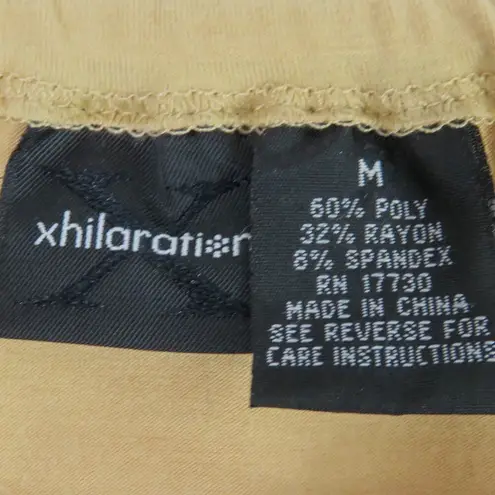 xhilaration
M
60% POLY
32% RAYON
8% SPANDEX
RN 17730
MADE IN CHINA
SEE REVERSE FOR
CARE INSTRUCTIONS